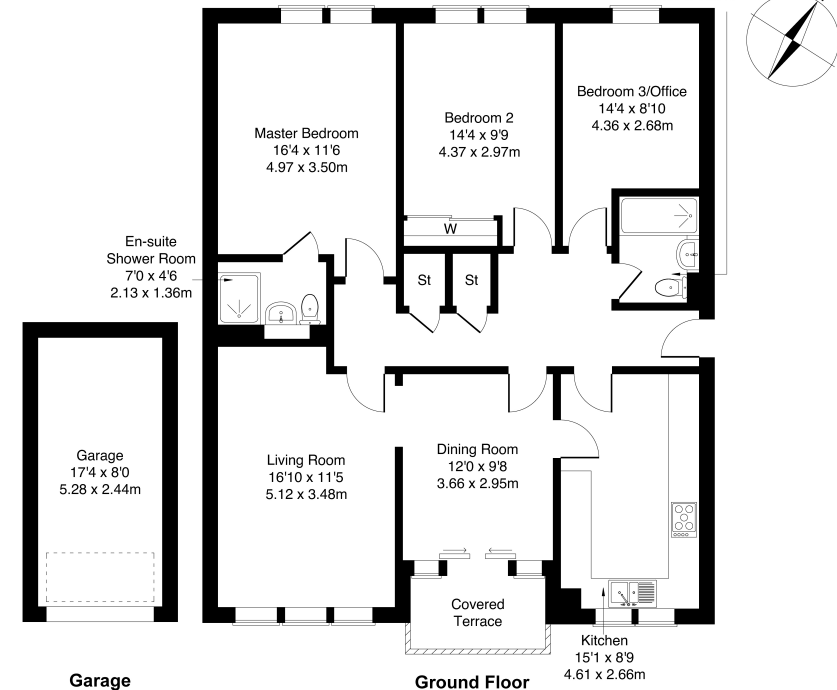 Master Bedroom
16'4 x 11'6
4.97 x 3.50m
Bedroom 2
14'4 x 9'9
4.37 x 2.97m
Bedroom 3/Office
14'4 x 8'10
4.36 x 2.68m
W
En-suite
Shower Room
7'0 x 4'6
2.13 x 1.36m
St
St
Garage
17'4 x 8'0
5.28 x 2.44m
Living Room
16'10 x 11'5
5.12 x 3.48m
Dining Room
12'0 x 9'8
3.66 x 2.95m
Covered
Terrace
Kitchen
15'1 x 8'9
4.61 x 2.66m
Garage
Ground Floor